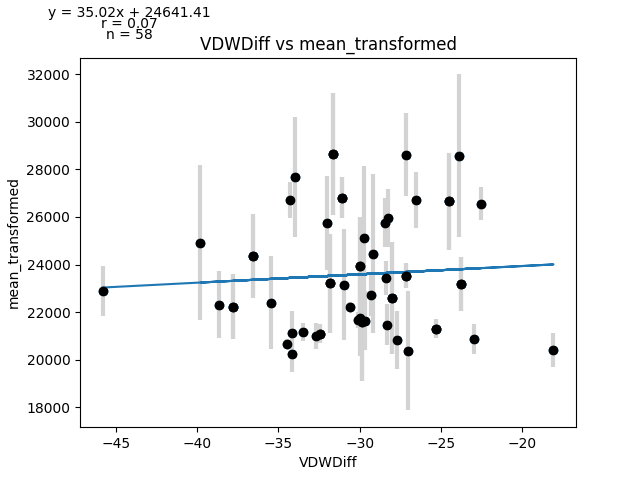 y = 35.02x + 24641.41
r = 0.07
n = 58
VDWDiff vs mean_transformed
32000
30000
28000
26000
24000
22000
20000
18000
mean_transformed
−45
−40
−35
−30
−25
−20
VDWDiff